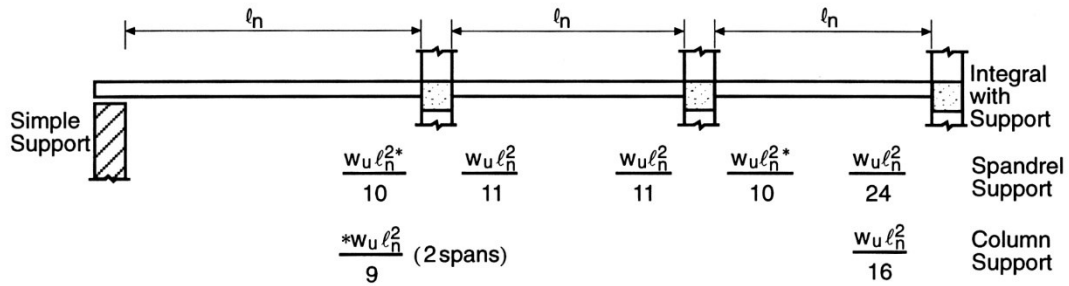 ℓn ℓn ℓn
Simple Support
Integral with Support
wuℓn²* / 10 wuℓn² / 11 wuℓn² / 11 wuℓn²* / 10 wuℓn² / 24 Spandrel Support
*wuℓn² / 9 (2 spans) wuℓn² / 16 Column Support